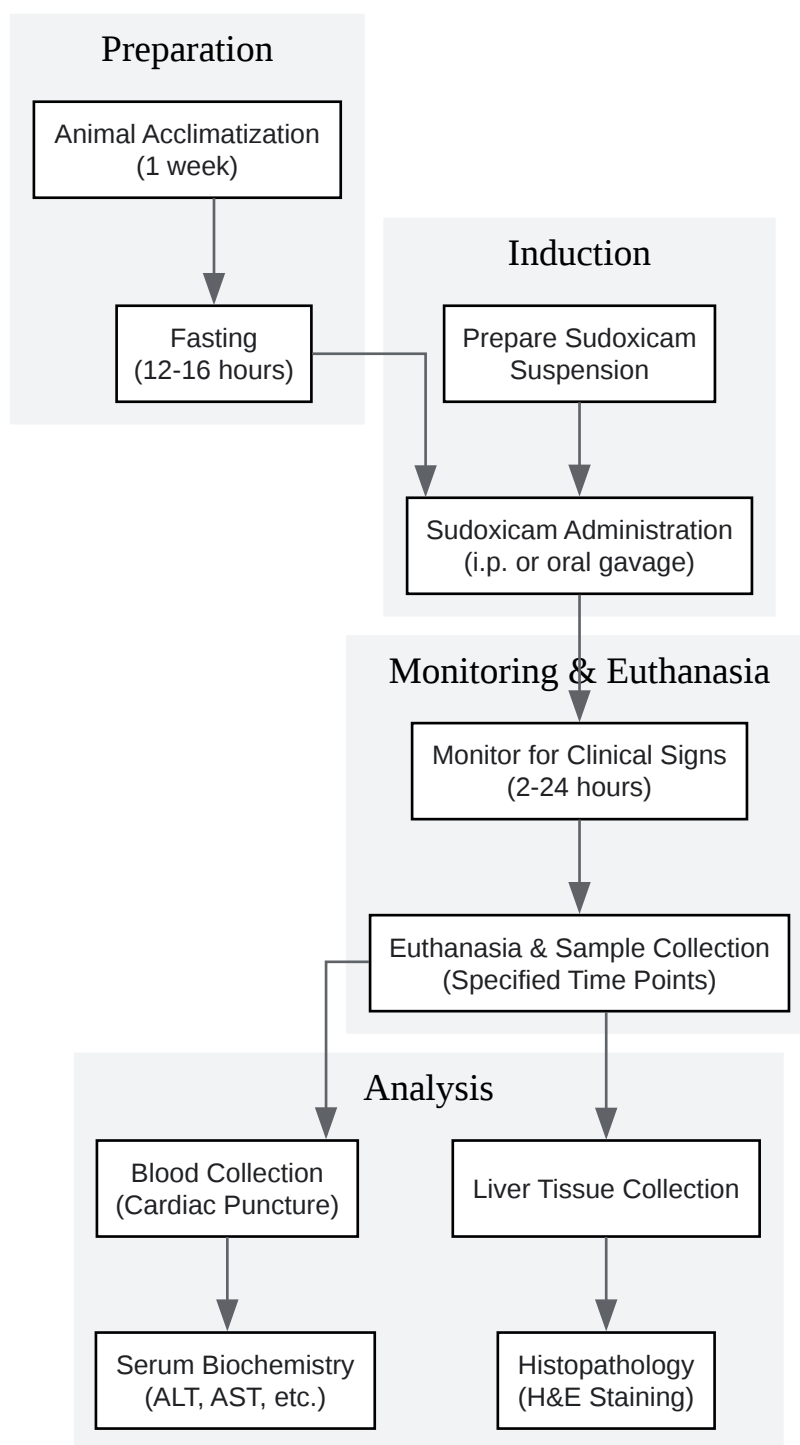 Preparation
Animal Acclimatization
(1 week)
Fasting
(12-16 hours)
Induction
Prepare Sudoxicam
Suspension
Sudoxicam Administration
(i.p. or oral gavage)
Monitoring & Euthanasia
Monitor for Clinical Signs
(2-24 hours)
Euthanasia & Sample Collection
(Specified Time Points)
Analysis
Blood Collection
(Cardiac Puncture)
Liver Tissue Collection
Serum Biochemistry
(ALT, AST, etc.)
Histopathology
(H&E Staining)